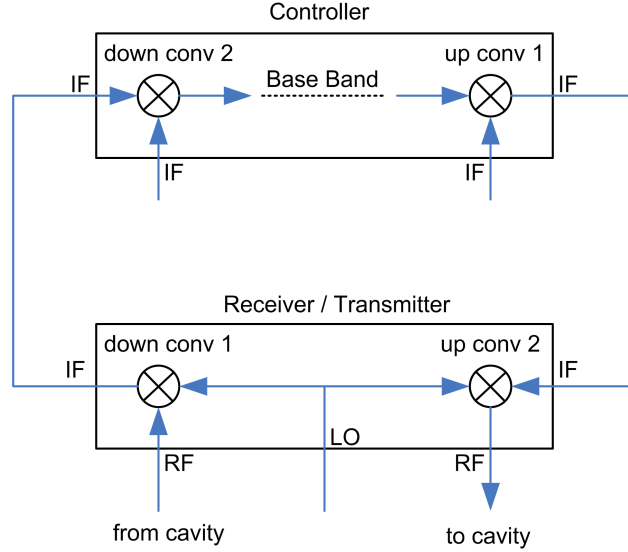 Controller
down conv 2
up conv 1
IF
Base Band
IF
IF
IF
Receiver / Transmitter
down conv 1
up conv 2
IF
IF
LO
RF
RF
from cavity
to cavity